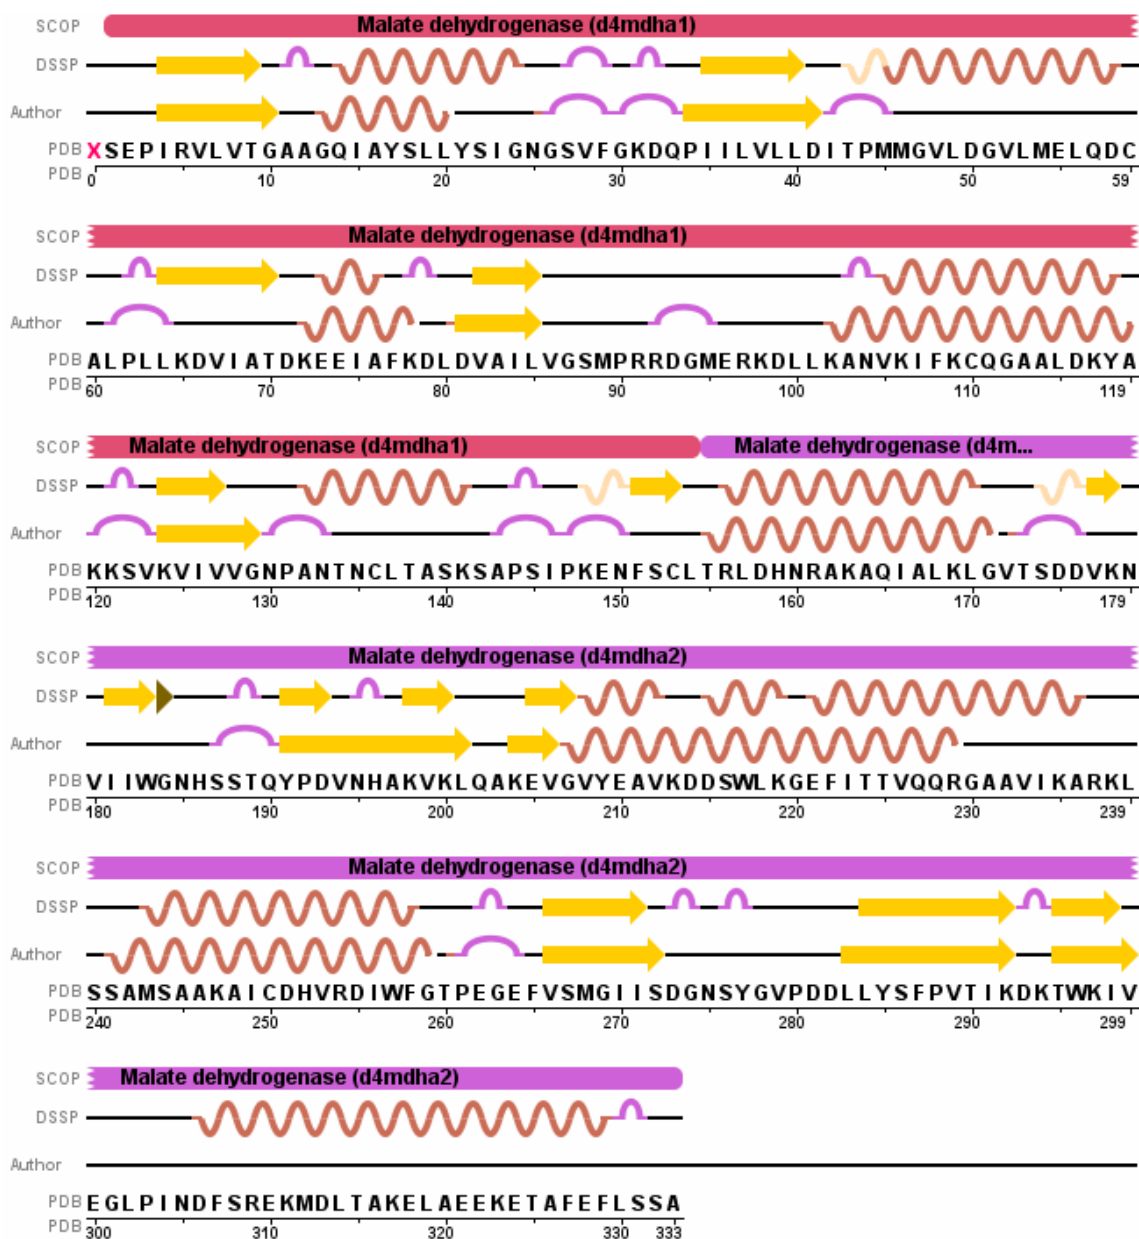 SCOP Malate dehydrogenase (d4mdha1)
DSSP
Author
PDB XSEPIRVLVTGAAGQIAYSLLYSIGNGSVFGKDQPIILVLLDITPMMGVLDGVLMELQDC
PDB 0 10 20 30 40 50 59
SCOP Malate dehydrogenase (d4mdha1)
DSSP
Author
PDB ALPLLKDVIATDKEEIAFKDLDVAILVGSMPRRDGMERKDLLKANVKIFKCQGAALDKYA
PDB 60 70 80 90 100 110 119
SCOP Malate dehydrogenase (d4mdha1) Malate dehydrogenase (d4m...
DSSP
Author
PDB KKSVKVIVVGNPANTNCLTASKSAPSIPKENFSCLTRLDHNRAKAQIALKLGVTSDDVKN
PDB 120 130 140 150 160 170 179
SCOP Malate dehydrogenase (d4mdha2)
DSSP
Author
PDB VIIWGNHSSTQYPDVNHAKVKLQAKEVGVYEAVKDDSWLKGEFITTVQQRGAAVIKARKL
PDB 180 190 200 210 220 230 239
SCOP Malate dehydrogenase (d4mdha2)
DSSP
Author
PDB SSAMSAAKAICDHVRDIWFGTPEGEFVSMGIISDGNSYGVPDDLLYSFPVTIKDKTWKIV
PDB 240 250 260 270 280 290 299
SCOP Malate dehydrogenase (d4mdha2)
DSSP
Author
PDB EGLPINDFSREKMDLTAKELAEEKETAFEFLSSA
PDB 300 310 320 330 333